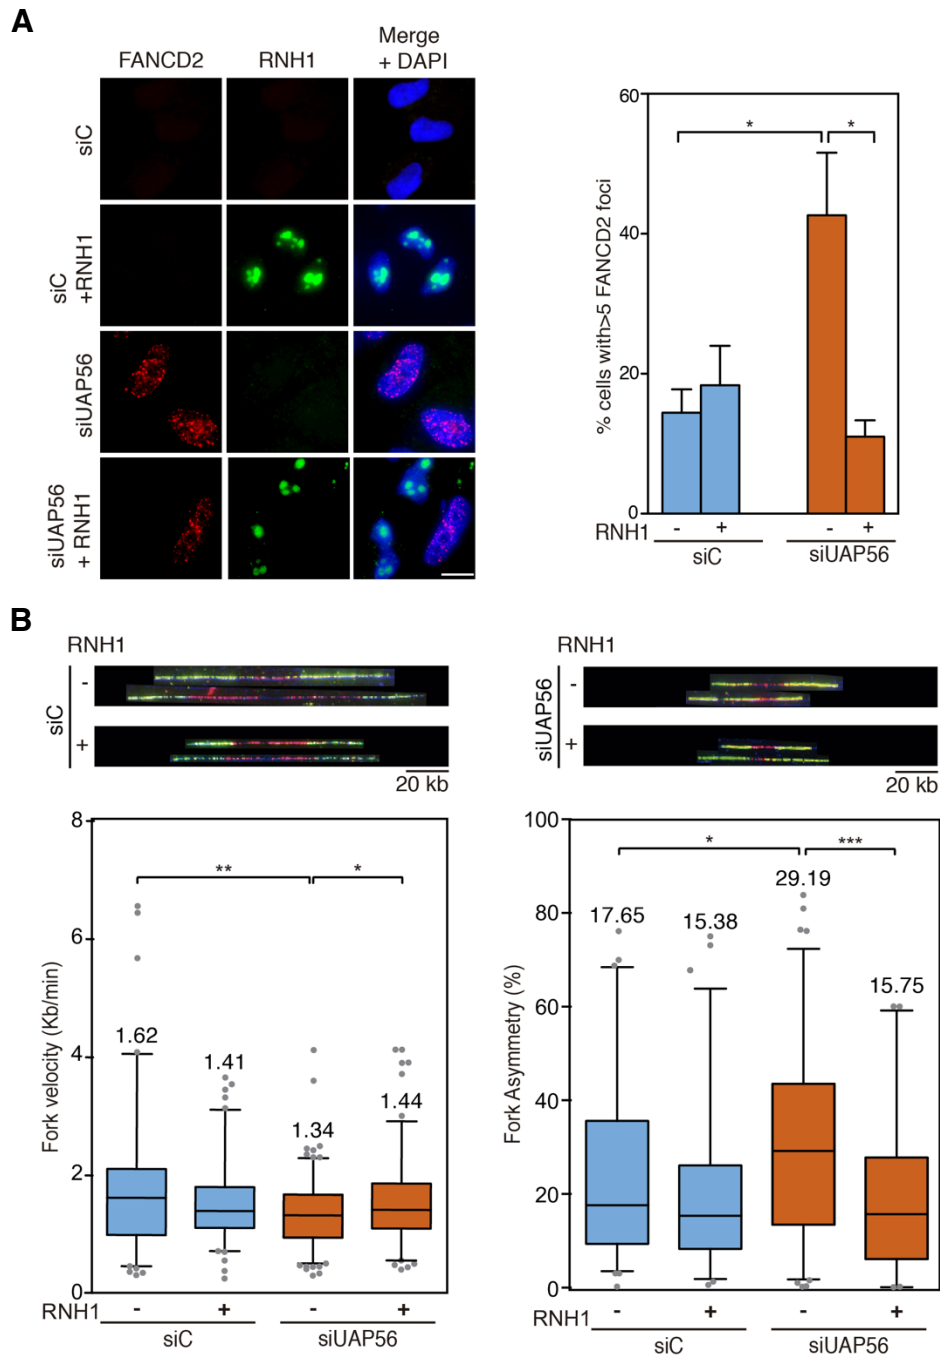 A
FANCD2 RNH1 Merge + DAPI
siC
siC +RNH1
siUAP56
siUAP56 + RNH1
% cells with>5 FANCD2 foci
60
40
20
0
* *
RNH1 - + - +
siC siUAP56
B
RNH1
siC
-
+
20 kb
RNH1
siUAP56
-
+
20 kb
Fork velocity (Kb/min)
8
6
4
2
0
** *
1.62
1.41
1.34
1.44
RNH1 - + - +
siC siUAP56
Fork Asymmetry (%)
100
80
60
40
20
0
* ***
17.65
15.38
29.19
15.75
RNH1 - + - +
siC siUAP56